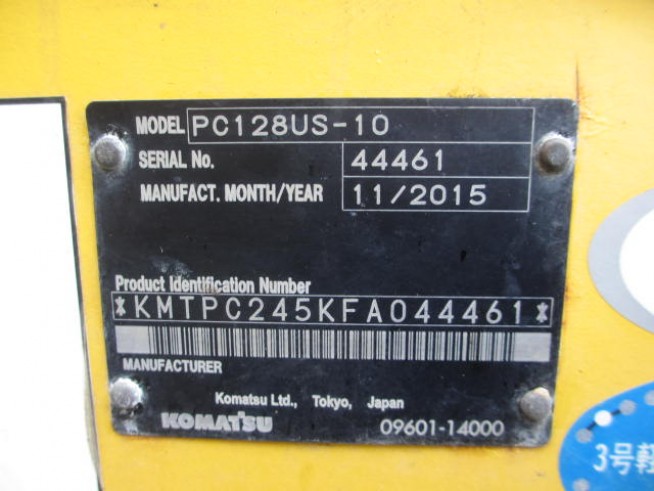 MODEL PC128US-10
SERIAL No. 44461
MANUFACT. MONTH/YEAR 11/2015
Product Identification Number
*KMTPC245KFA044461*
MANUFACTURER
Komatsu Ltd., Tokyo, Japan
KOMATSU 09601-14000
3号